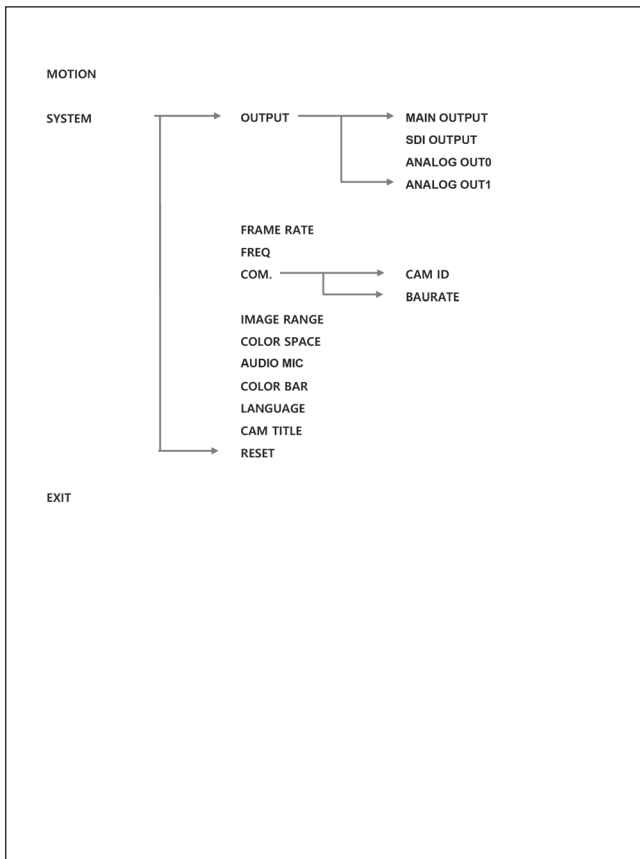 MOTION
SYSTEM OUTPUT MAIN OUTPUT
SDI OUTPUT
ANALOG OUT0
ANALOG OUT1
FRAME RATE
FREQ
COM. CAM ID
BAURATE
IMAGE RANGE
COLOR SPACE
AUDIO MIC
COLOR BAR
LANGUAGE
CAM TITLE
RESET
EXIT